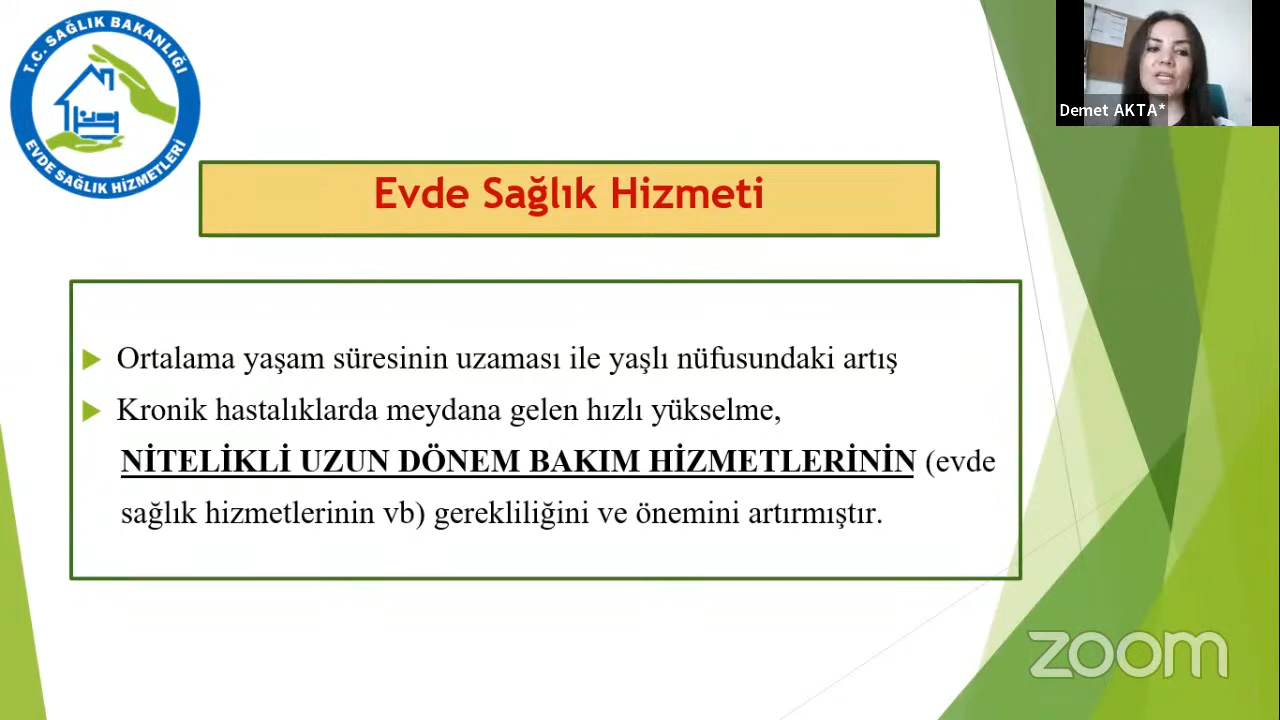 T.C. SAĞLIK BAKANLIĞI
EVDE SAĞLIK HİZMETLERİ
Demet AKTA*
Evde Sağlık Hizmeti
Ortalama yaşam süresinin uzaması ile yaşlı nüfusundaki artış
Kronik hastalıklarda meydana gelen hızlı yükselme,
NİTELİKLİ UZUN DÖNEM BAKIM HİZMETLERİNİN (evde
sağlık hizmetlerinin vb) gerekliliğini ve önemini artırmıştır.
zoom